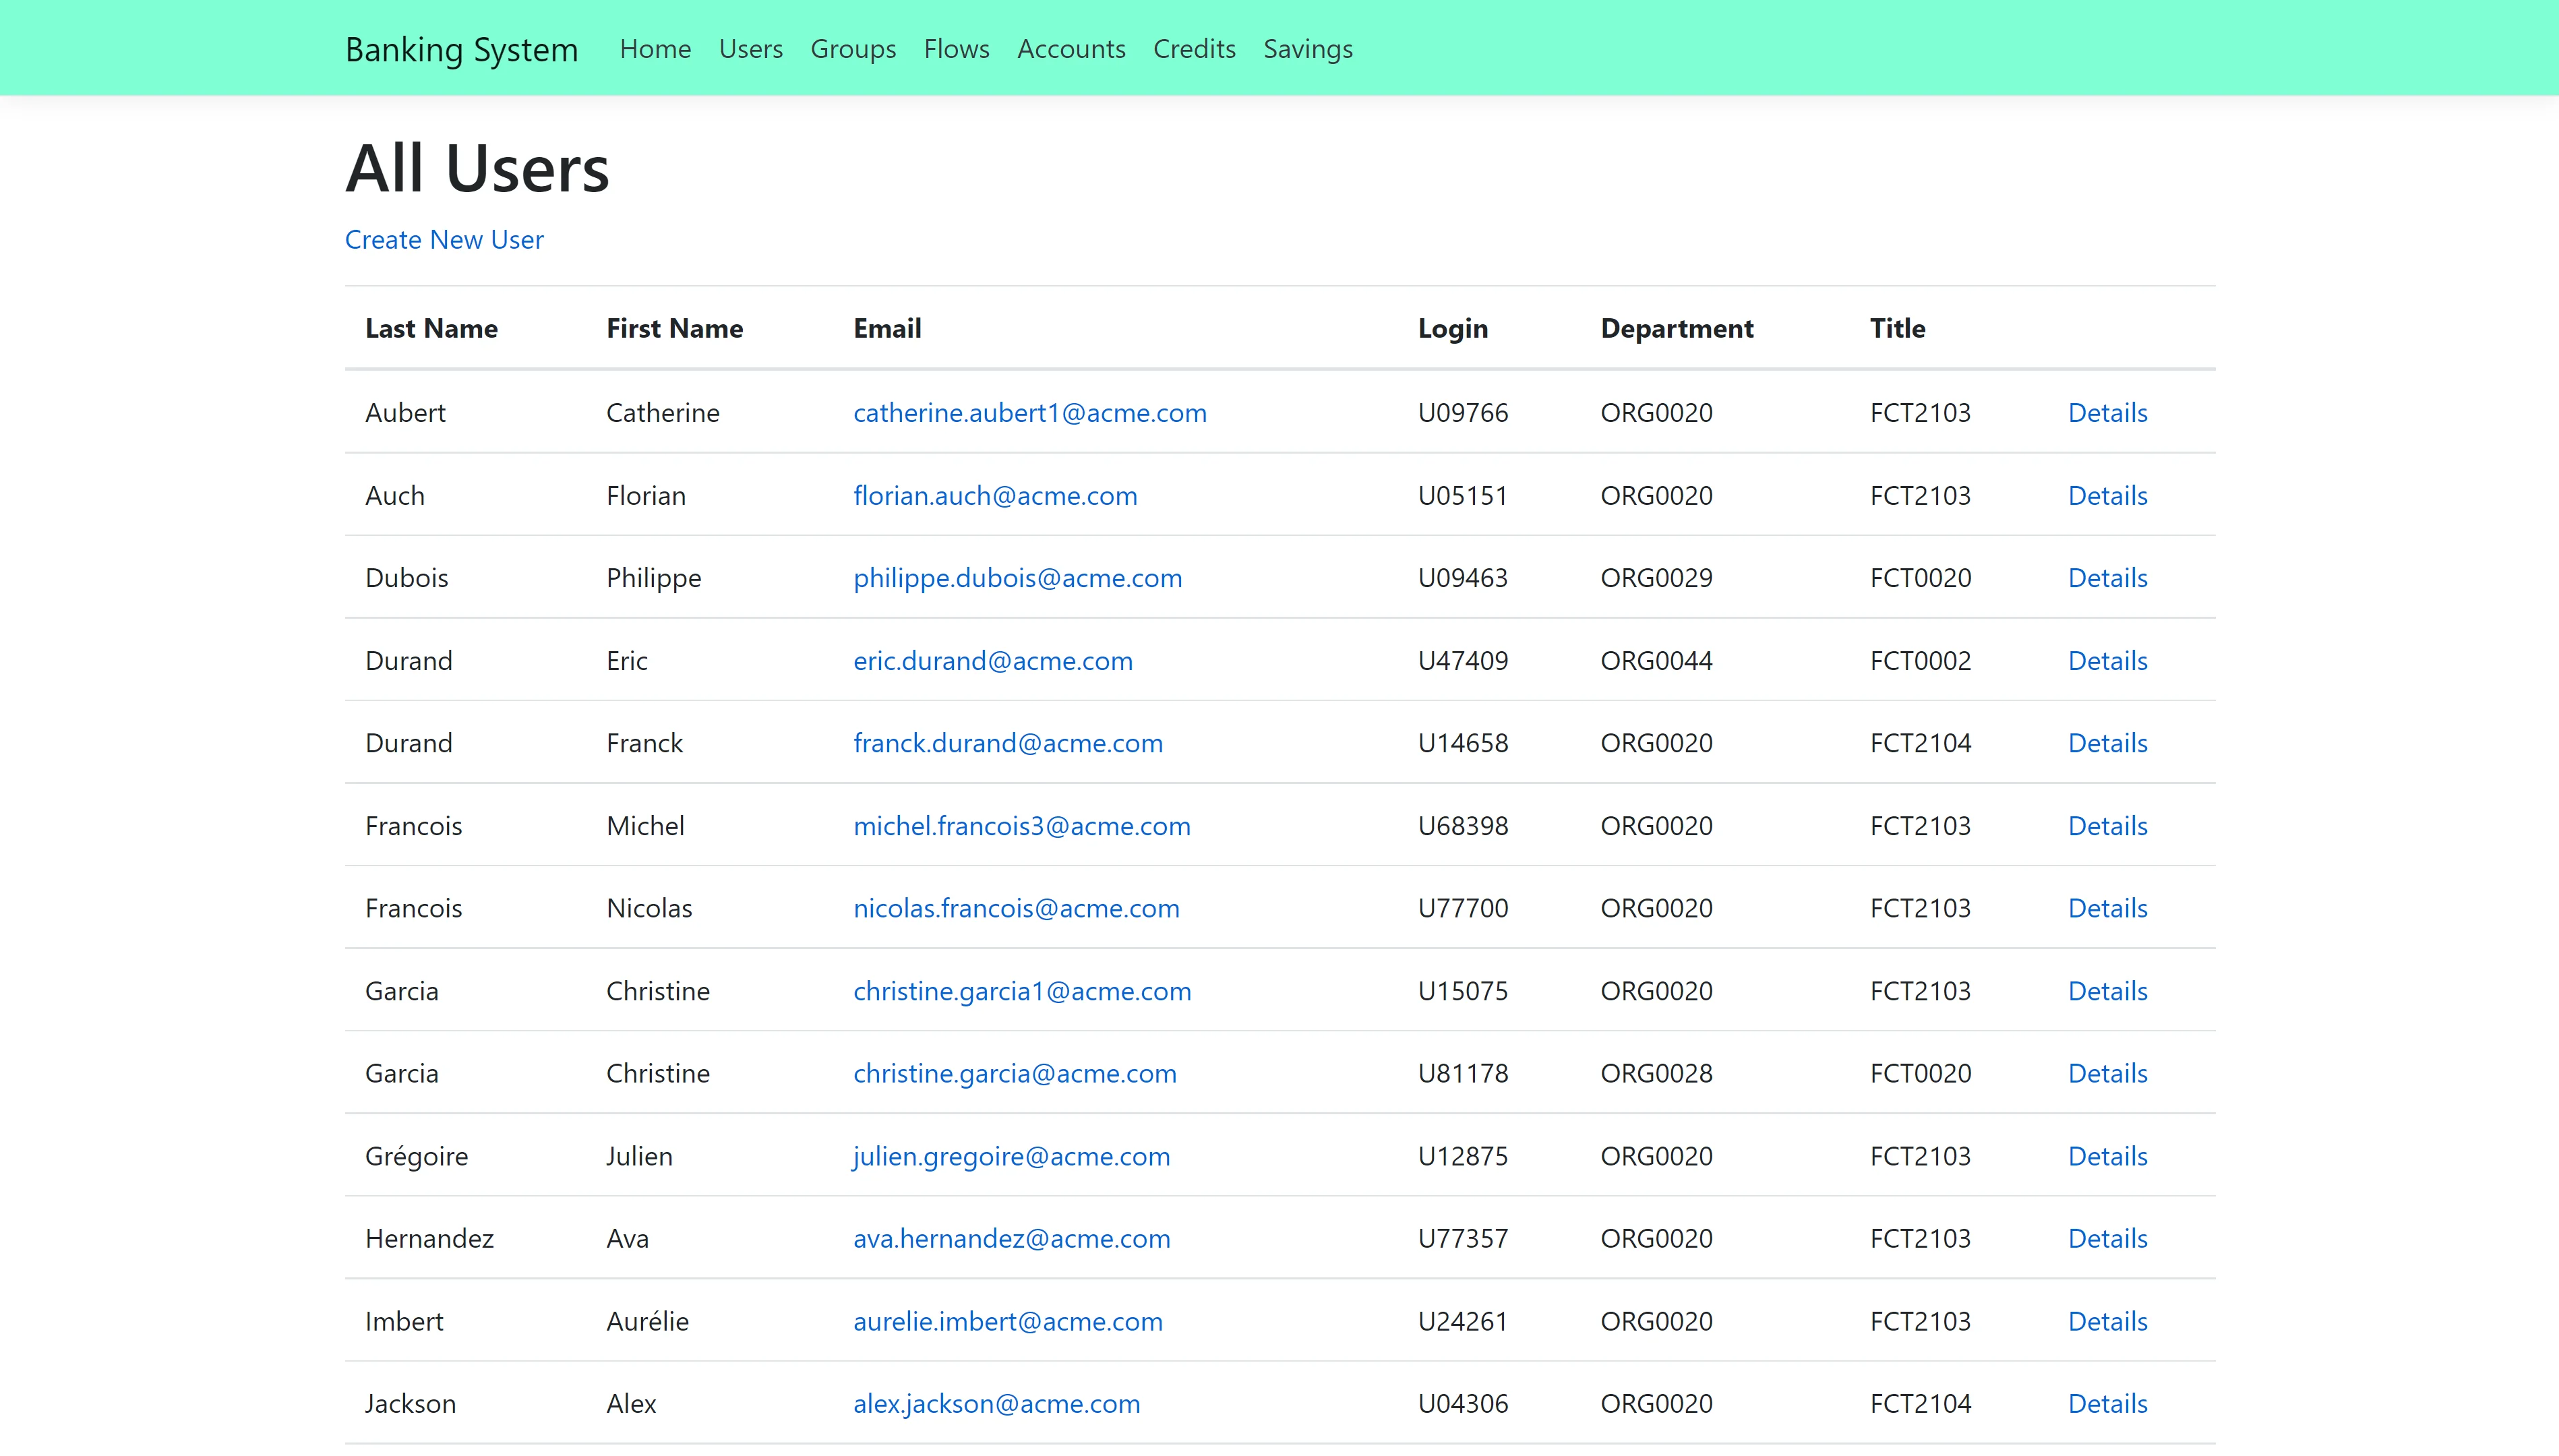 Banking System Home Users Groups Flows Accounts Credits Savings
All Users
Create New User
Last Name First Name Email Login Department Title
Aubert Catherine catherine.aubert1@acme.com U09766 ORG0020 FCT2103 Details
Auch Florian florian.auch@acme.com U05151 ORG0020 FCT2103 Details
Dubois Philippe philippe.dubois@acme.com U09463 ORG0029 FCT0020 Details
Durand Eric eric.durand@acme.com U47409 ORG0044 FCT0002 Details
Durand Franck franck.durand@acme.com U14658 ORG0020 FCT2104 Details
Francois Michel michel.francois3@acme.com U68398 ORG0020 FCT2103 Details
Francois Nicolas nicolas.francois@acme.com U77700 ORG0020 FCT2103 Details
Garcia Christine christine.garcia1@acme.com U15075 ORG0020 FCT2103 Details
Garcia Christine christine.garcia@acme.com U81178 ORG0028 FCT0020 Details
Grégoire Julien julien.gregoire@acme.com U12875 ORG0020 FCT2103 Details
Hernandez Ava ava.hernandez@acme.com U77357 ORG0020 FCT2103 Details
Imbert Aurélie aurelie.imbert@acme.com U24261 ORG0020 FCT2103 Details
Jackson Alex alex.jackson@acme.com U04306 ORG0020 FCT2104 Details